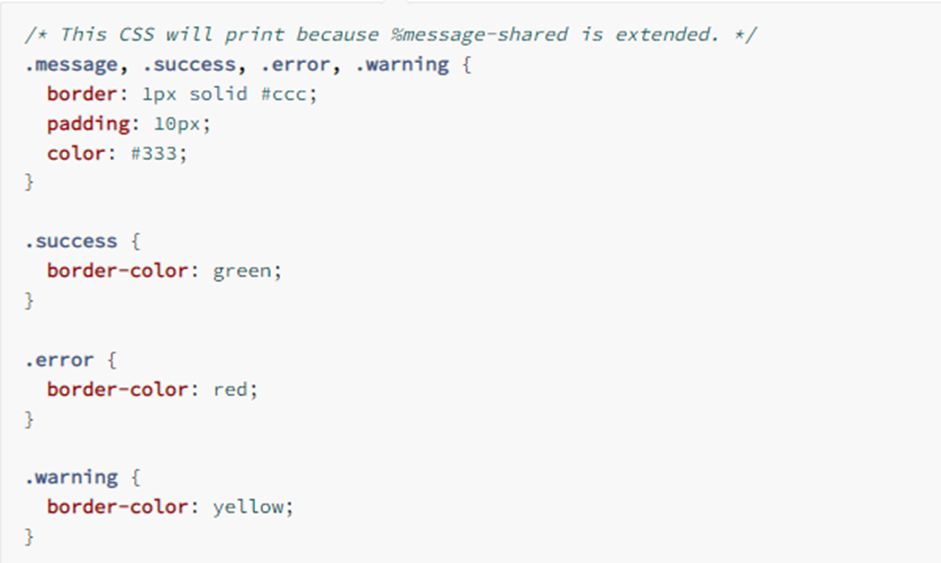 /* This CSS will print because %message-shared is extended. */
.message, .success, .error, .warning {
  border: 1px solid #ccc;
  padding: 10px;
  color: #333;
}

.success {
  border-color: green;
}

.error {
  border-color: red;
}

.warning {
  border-color: yellow;
}